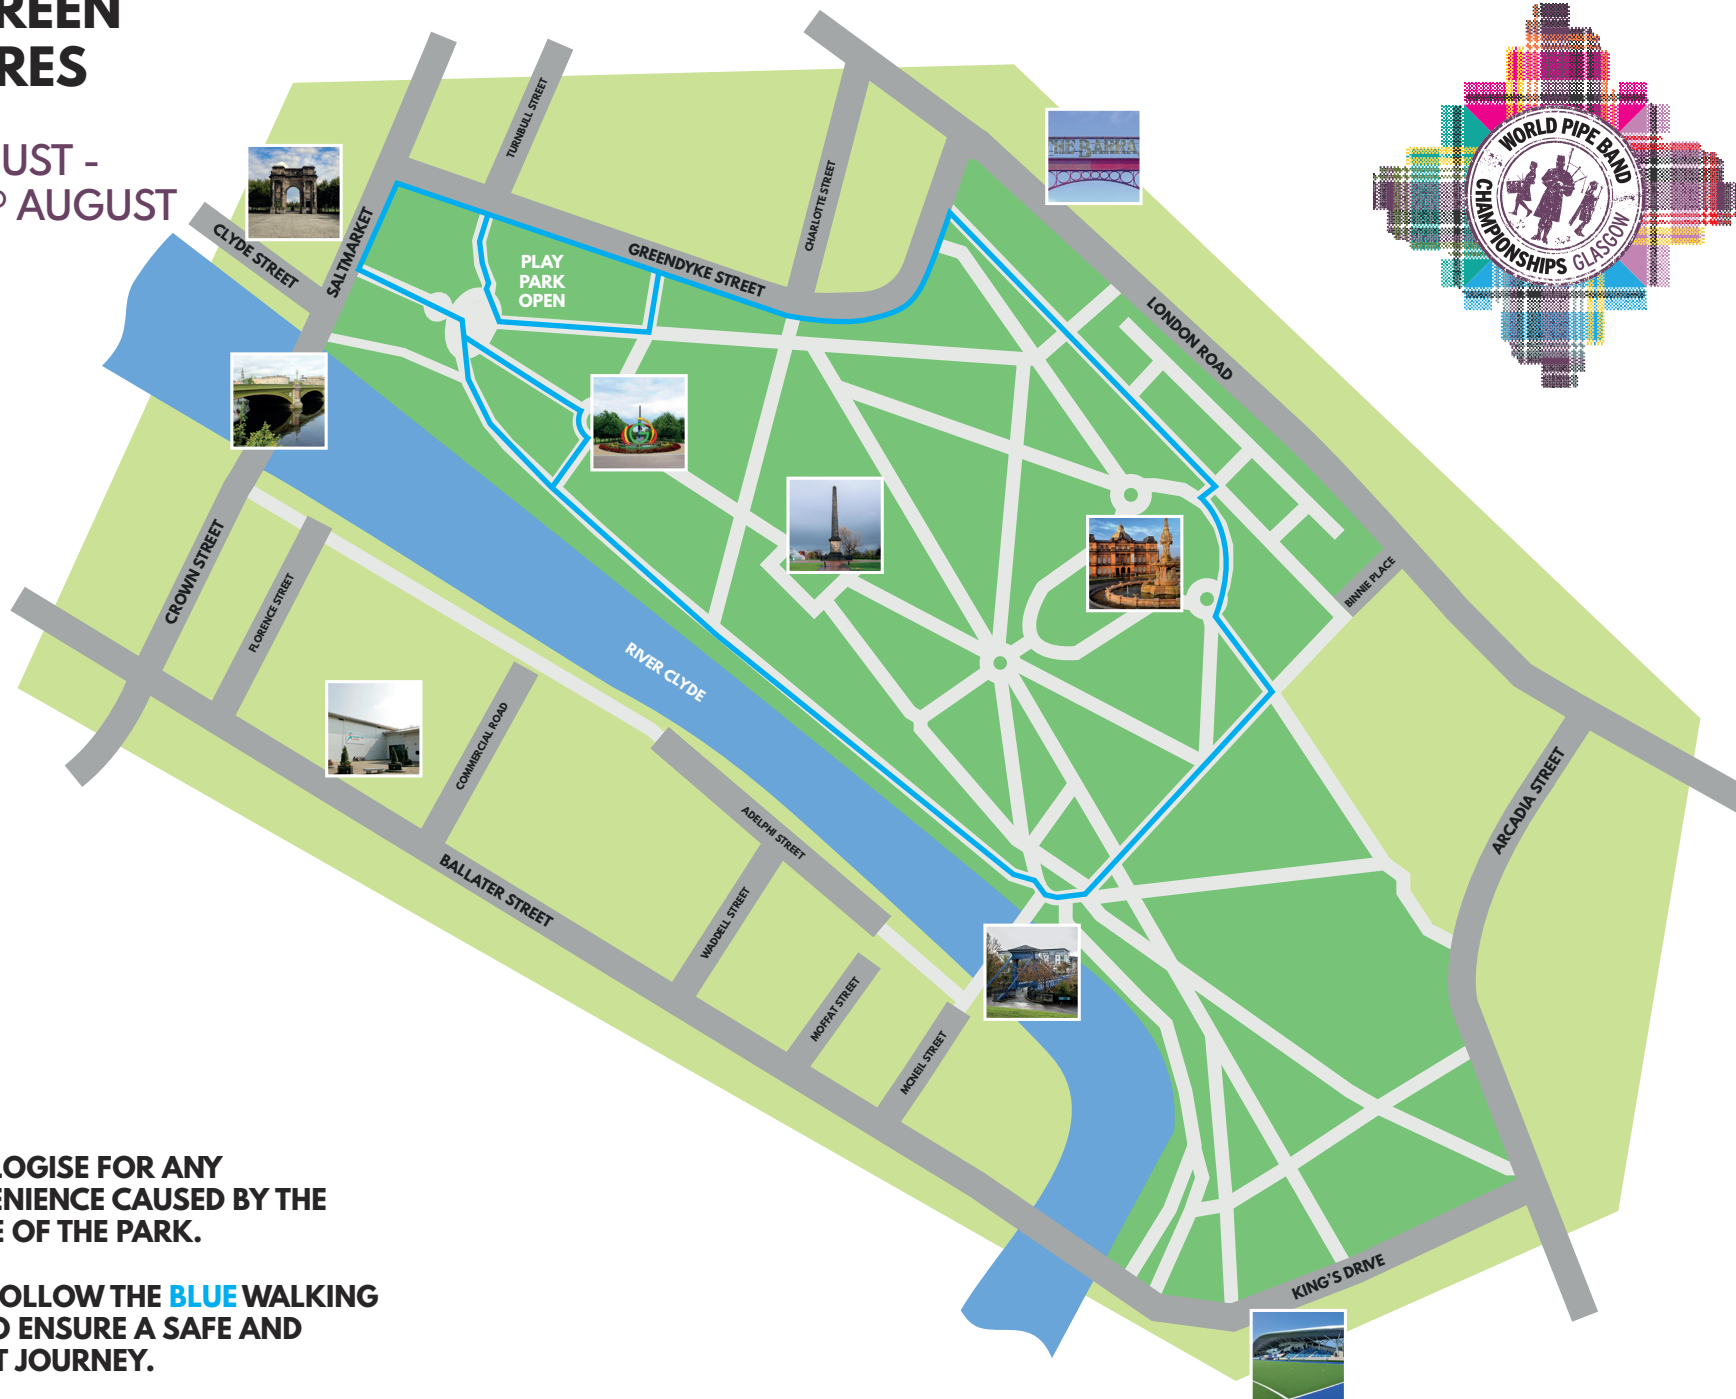 REEN
RES
UST -
AUGUST
TURNBULL STREET
CLYDE STREET
SALTMARKET
PLAY
PARK
OPEN
GREENDYKE STREET
CHARLOTTE STREET
THE BARRA
WORLD PIPE BAND
CHAMPIONSHIPS GLASGOW
LONDON ROAD
BINNIE PLACE
CROWN STREET
FLORENCE STREET
RIVER CLYDE
COMMERCIAL ROAD
ADELPHI STREET
BALLATER STREET
WADDELL STREET
MOFFAT STREET
MCNEIL STREET
ARCADIA STREET
KING'S DRIVE
LOGISE FOR ANY
ENIENCE CAUSED BY THE
E OF THE PARK.
OLLOW THE BLUE WALKING
O ENSURE A SAFE AND
T JOURNEY.